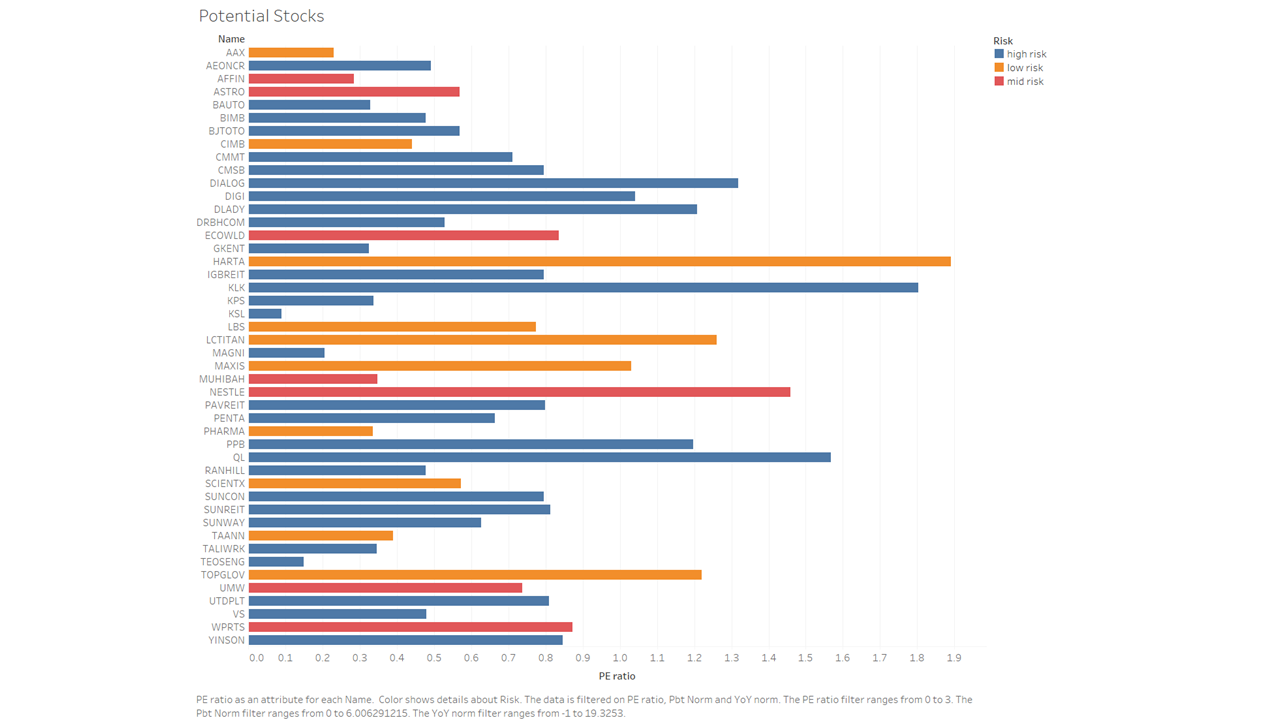 Potential Stocks
Name
AAX
AEONCR
AFFIN
ASTRO
BAUTO
BIMB
BJTOTO
CIMB
CMMT
CMSB
DIALOG
DIGI
DLADY
DRBHCOM
ECOWLD
GKENT
HARTA
IGBREIT
KLK
KPS
KSL
LBS
LCTITAN
MAGNI
MAXIS
MUHIBAH
NESTLE
PAVREIT
PENTA
PHARMA
PPB
QL
RANHILL
SCIENTX
SUNCON
SUNREIT
SUNWAY
TAANN
TALIWRK
TEOSENG
TOPGLOV
UMW
UTDPLT
VS
WPRTS
YINSON
0.0 0.1 0.2 0.3 0.4 0.5 0.6 0.7 0.8 0.9 1.0 1.1 1.2 1.3 1.4 1.5 1.6 1.7 1.8 1.9
PE ratio
Risk
high risk
low risk
mid risk
PE ratio as an attribute for each Name. Color shows details about Risk. The data is filtered on PE ratio, Pbt Norm and YoY norm. The PE ratio filter ranges from 0 to 3. The
Pbt Norm filter ranges from 0 to 6.006291215. The YoY norm filter ranges from -1 to 19.3253.